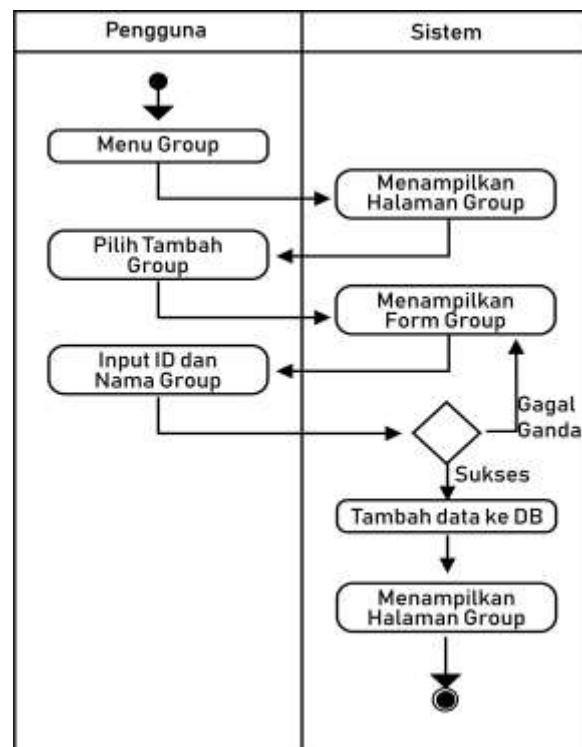 Pengguna
Sistem
Menu Group
Menampilkan
Halaman Group
Pilih Tambah
Group
Menampilkan
Form Group
Input ID dan
Nama Group
Gagal
Ganda
Sukses
Tambah data ke DB
Menampilkan
Halaman Group